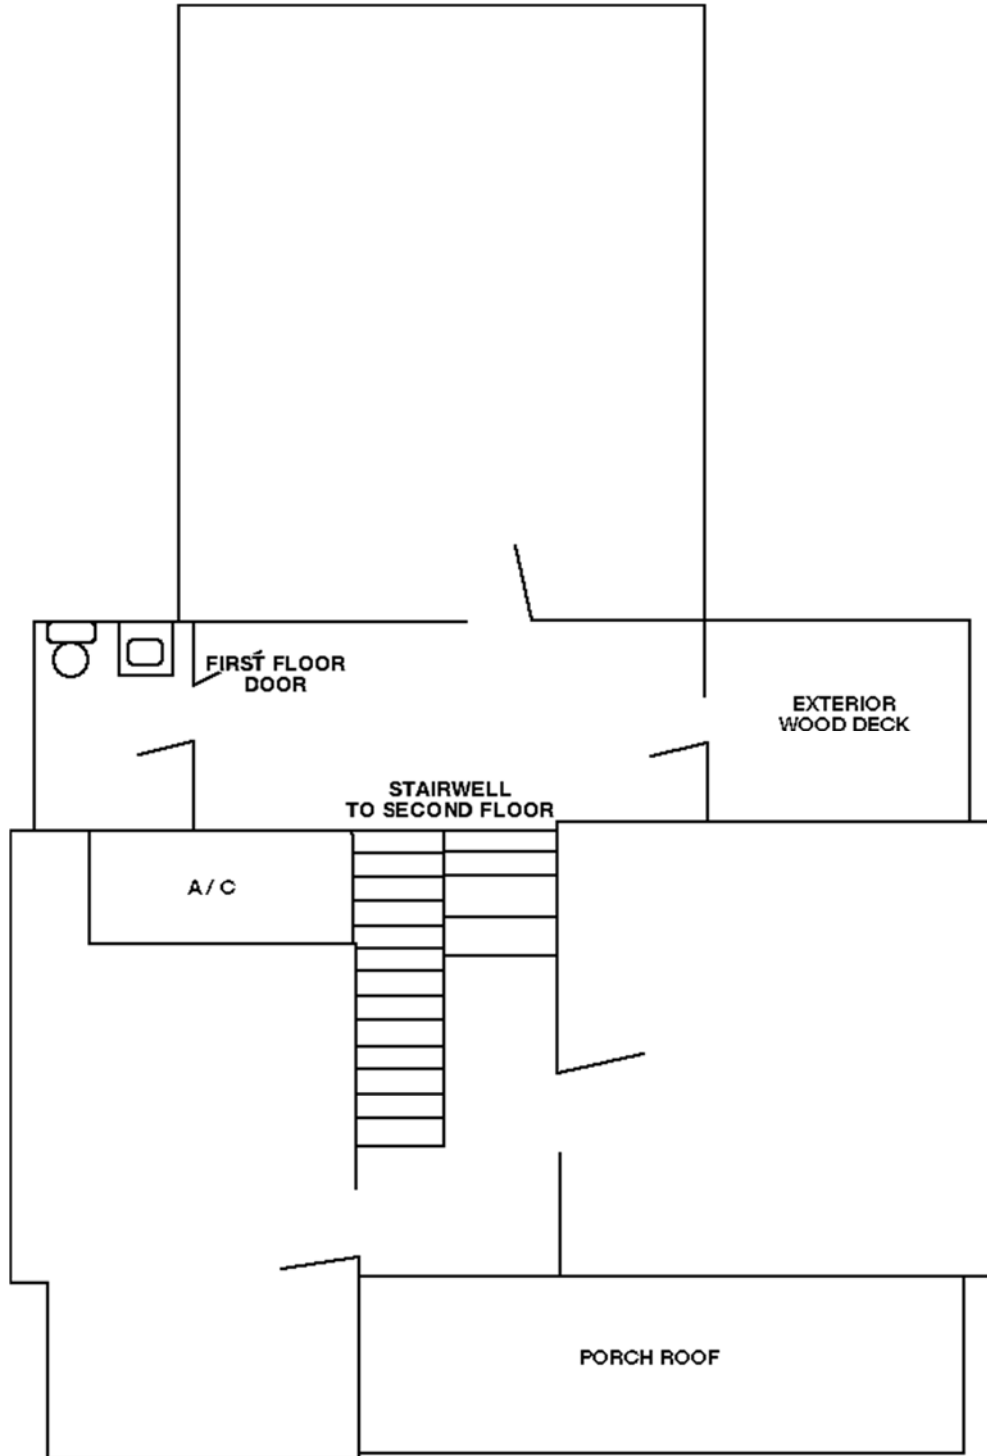 FIRST FLOOR
DOOR
EXTERIOR
WOOD DECK
STAIRWELL
TO SECOND FLOOR
A / C
PORCH ROOF